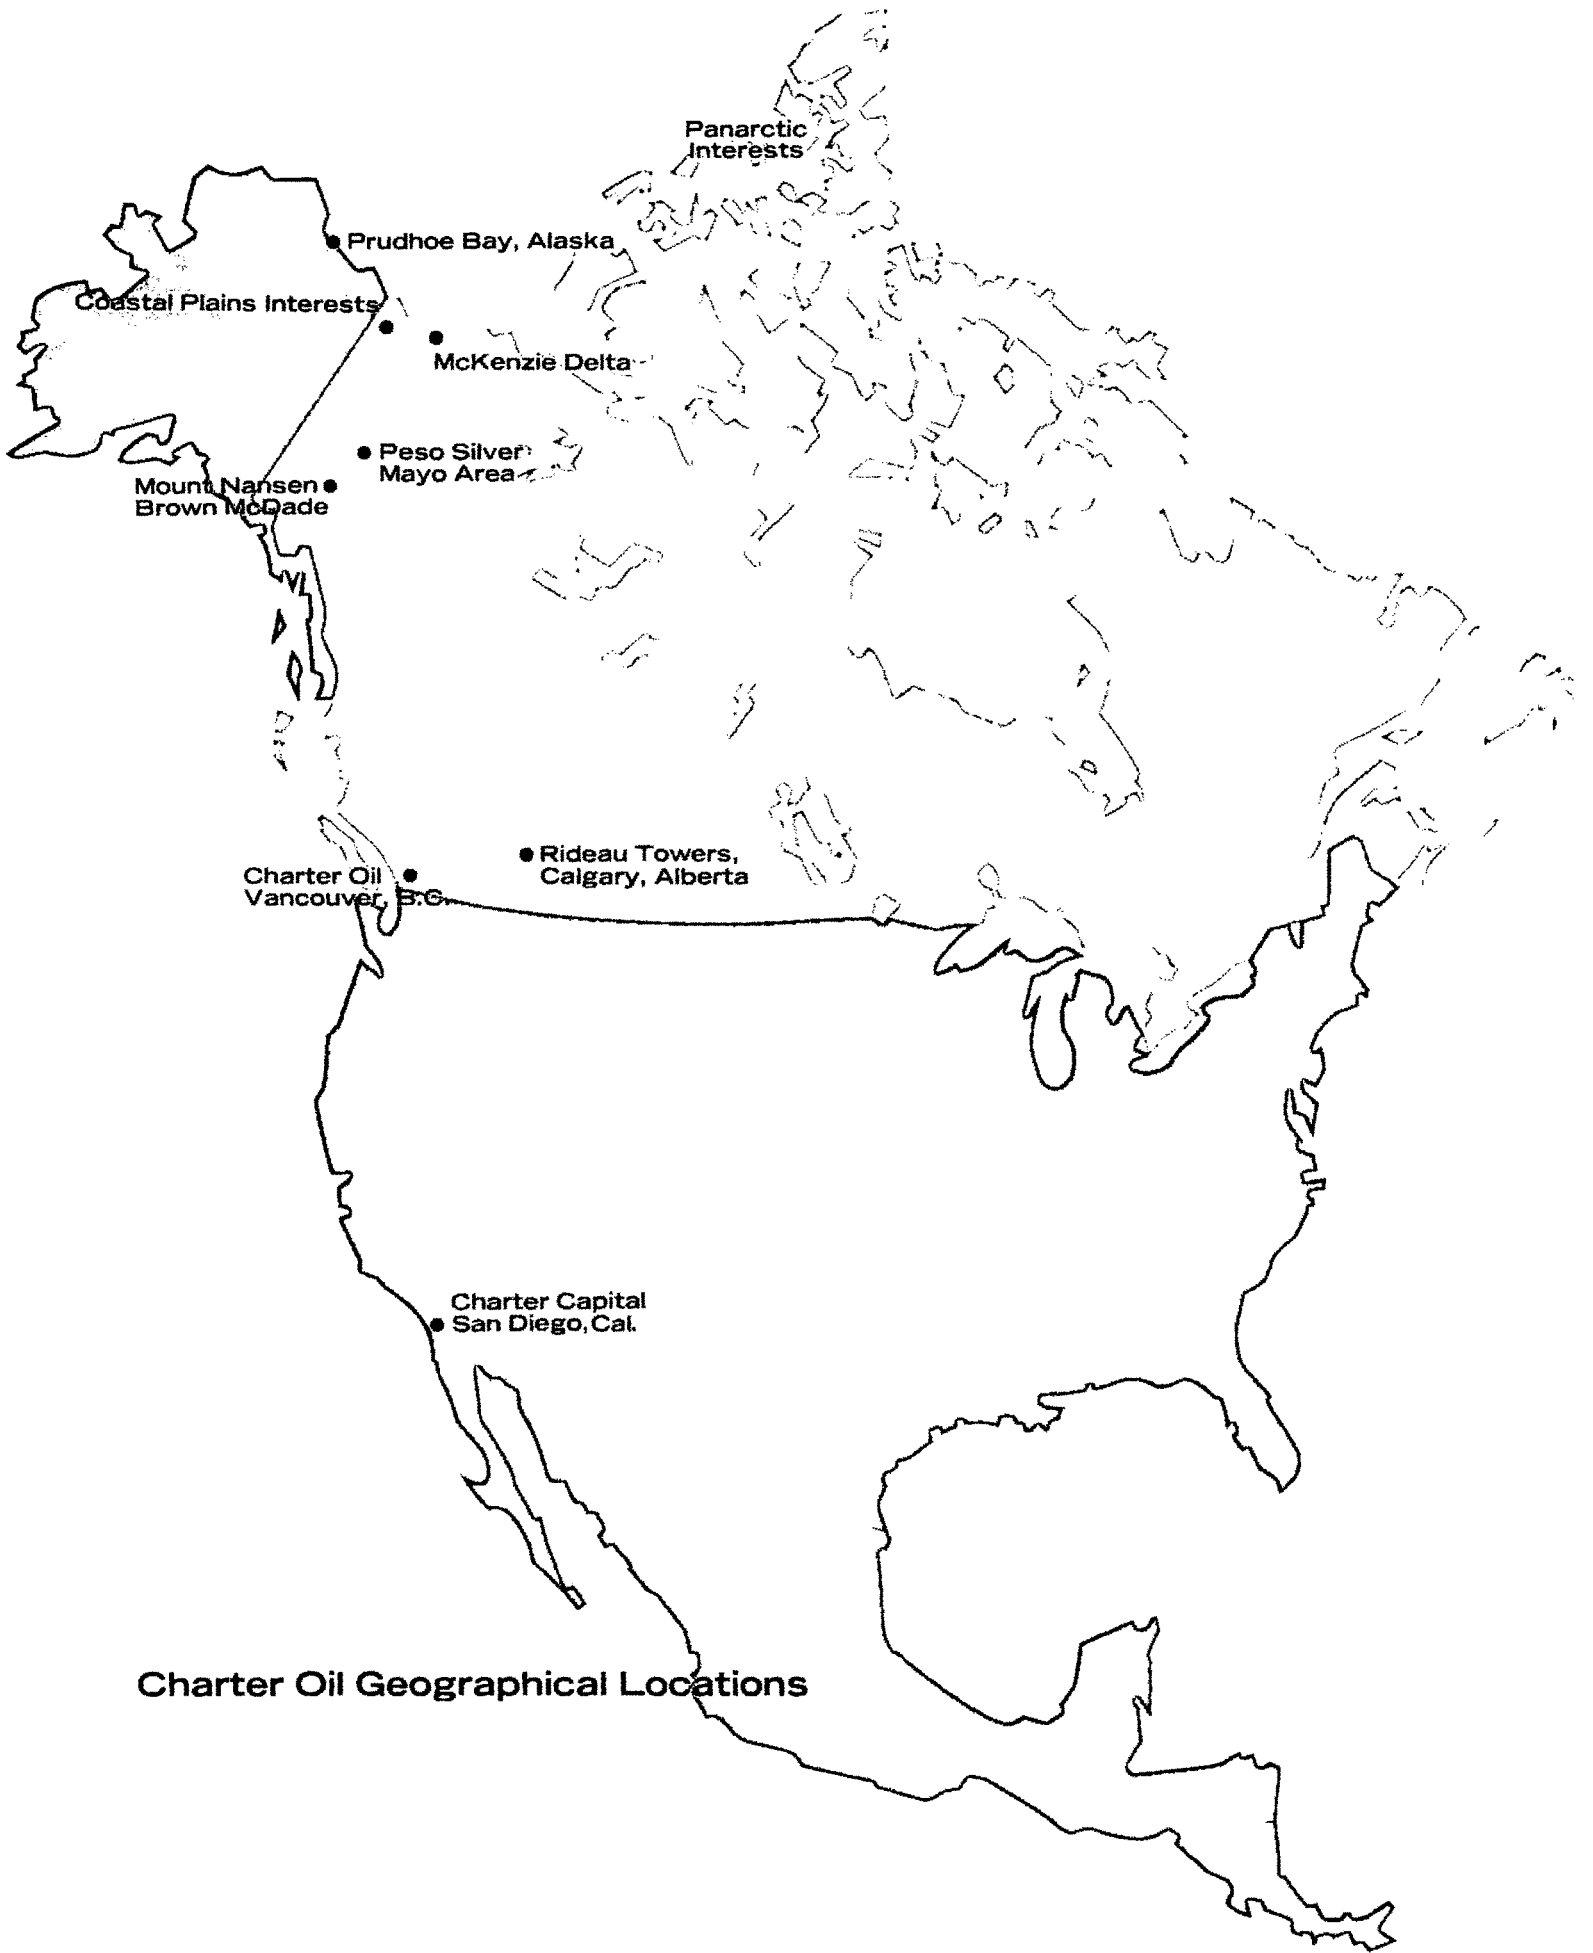 Panarctic
Interests
Prudhoe Bay, Alaska
Coastal Plains Interests
McKenzie Delta
Peso Silver
Mayo Area
Mount Nansen
Brown McDade
Rideau Towers,
Calgary, Alberta
Charter Oil
Vancouver, B.C.
Charter Capital
San Diego, Cal.
Charter Oil Geographical Locations